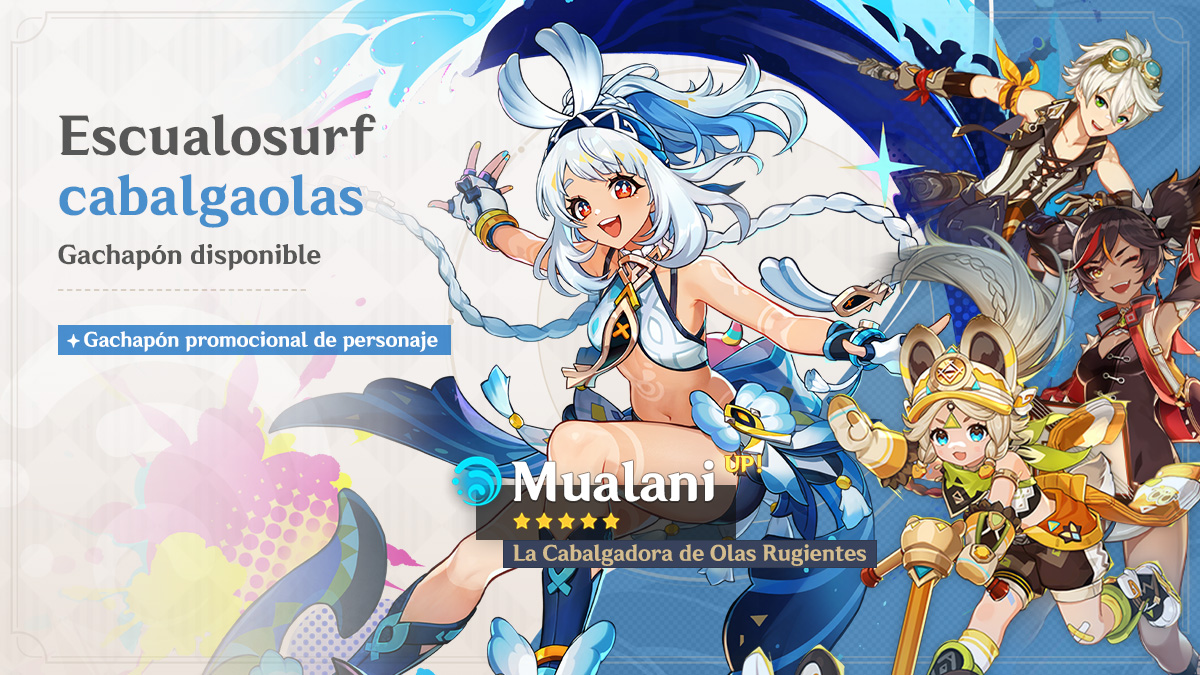 Escualosurf
cabalgaolas
Gachapón disponible
Gachapón promocional de personaje
Mualani UP!
La Cabalgadora de Olas Rugientes